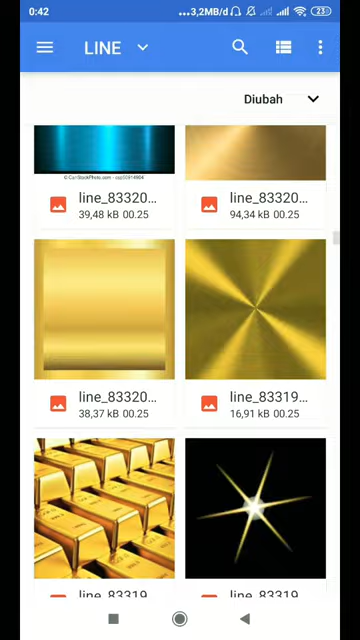 0:42
...3,2MB/d
23
LINE
Diubah
line_83320...
39,48 kB 00.25
line_83320...
94,34 kB 00.25
line_83320...
38,37 kB 00.25
line_83319...
16,91 kB 00.25
line_83319
line_83319